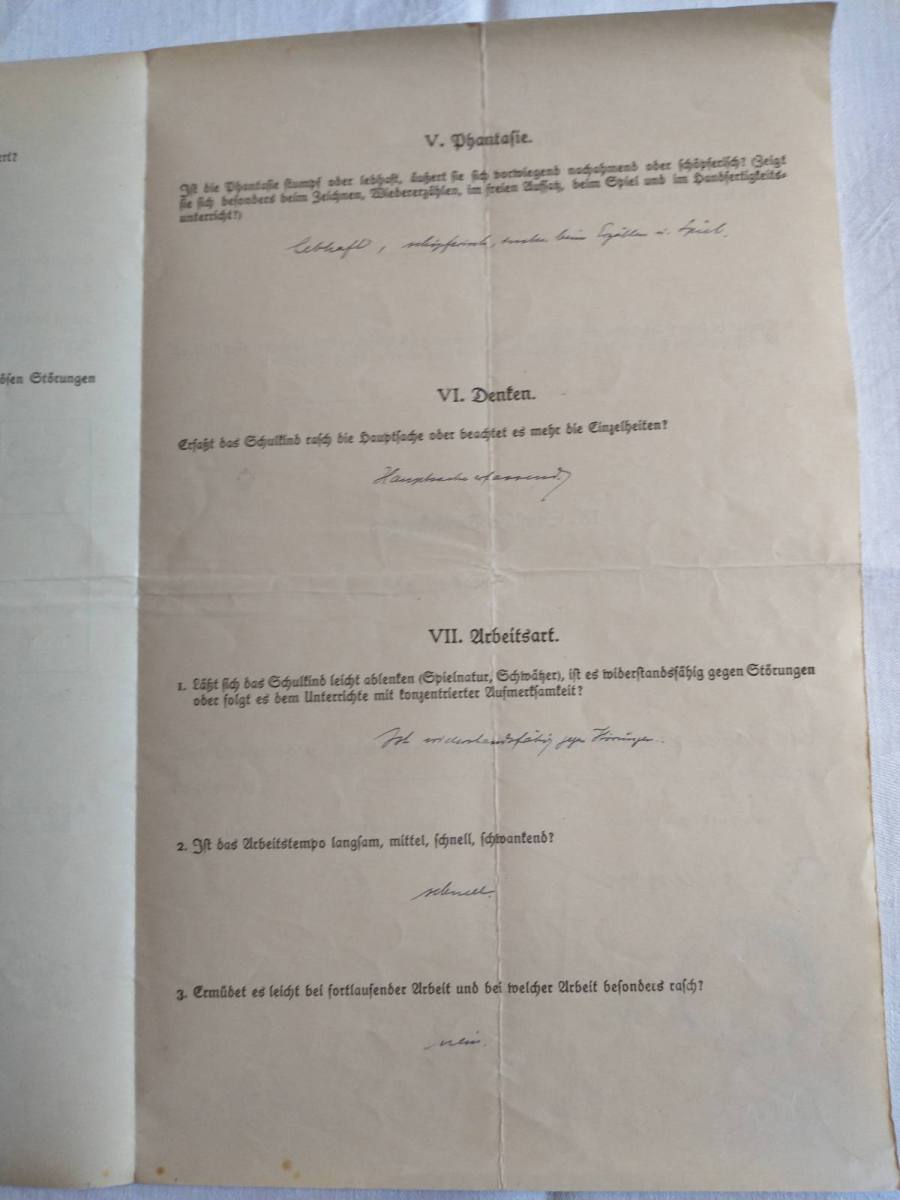 ert?
ösen Störungen
V. Phantasie.
Ist die Phantasie stumpf oder lebhaft, äußert sie sich vorwiegend nachahmend oder schöpferisch? (Zeigt
sie sich besonders beim Zeichnen, Wiedererzählen, im freien Aufsatz, beim Spiel und im Handfertigkeits-
unterricht?)
Lebhaft, schöpferisch, beim Erzählen u. Spiel.
VI. Denken.
Erfaßt das Schulkind rasch die Hauptsache oder beachtet es mehr die Einzelheiten?
Hauptsache erfassend.
VII. Arbeitsart.
1. Läßt sich das Schulkind leicht ablenken (Spielnatur, Schwätzer), ist es widerstandsfähig gegen Störungen
oder folgt es dem Unterrichte mit konzentrierter Aufmerksamkeit?
Ist widerstandsfähig gegen Störungen.
2. Ist das Arbeitstempo langsam, mittel, schnell, schwankend?
schnell.
3. Ermüdet es leicht bei fortlaufender Arbeit und bei welcher Arbeit besonders rasch?
nein.